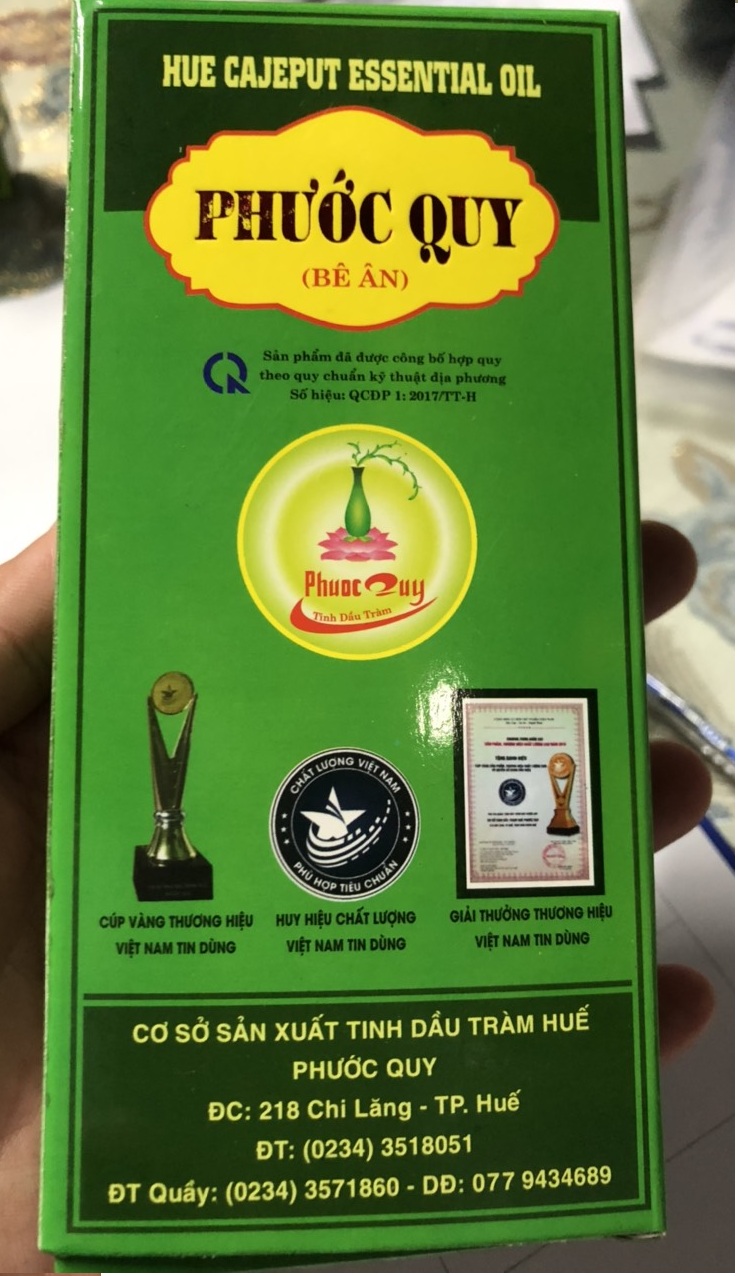 HUE CAJEPUT ESSENTIAL OIL
PHƯỚC QUY
(BÊ ÂN)
Sản phẩm đã được công bố hợp quy
theo quy chuẩn kỹ thuật địa phương
Số hiệu: QCĐP 1: 2017/TT-H
Phuoc Quy
Tinh Dầu Tràm
CHẤT LƯỢNG VIỆT NAM
PHÙ HỢP TIÊU CHUẨN
CÚP VÀNG THƯƠNG HIỆU
VIỆT NAM TIN DÙNG
HUY HIỆU CHẤT LƯỢNG
VIỆT NAM TIN DÙNG
GIẢI THƯỞNG THƯƠNG HIỆU
VIỆT NAM TIN DÙNG
CƠ SỞ SẢN XUẤT TINH DẦU TRÀM HUẾ
PHƯỚC QUY
ĐC: 218 Chi Lăng - TP. Huế
ĐT: (0234) 3518051
ĐT Quầy: (0234) 3571860 - DĐ: 077 9434689